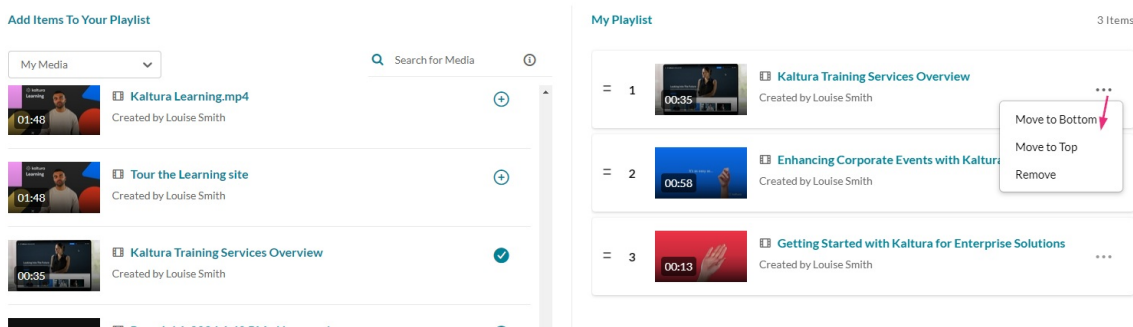 Add Items To Your Playlist
My Media
Search for Media
01:48
Kaltura Learning.mp4
Created by Louise Smith
01:48
Tour the Learning site
Created by Louise Smith
00:35
Kaltura Training Services Overview
Created by Louise Smith
My Playlist
3 Items
1
00:35
Kaltura Training Services Overview
Created by Louise Smith
Move to Bottom
Move to Top
Remove
2
00:58
Enhancing Corporate Events with Kaltura
Created by Louise Smith
3
00:13
Getting Started with Kaltura for Enterprise Solutions
Created by Louise Smith